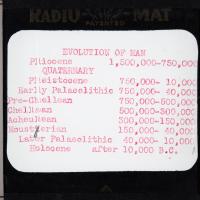 RADIO-MAT
PATENTED
EVOLUTION OF MAN
Pliocene 1,500,000-750,000
QUATERNARY
Pleistocene 750,000- 10,000
Early Palaeolithic 750,000- 40,000
Pre-Chellean 750,000-500,000
Chellean 500,000-300,000
Acheulean 300,000-150,000
Mousterian 150,000- 40,000
Later Palaeolithic 40,000- 10,000
Holocene after 10,000 B.C.